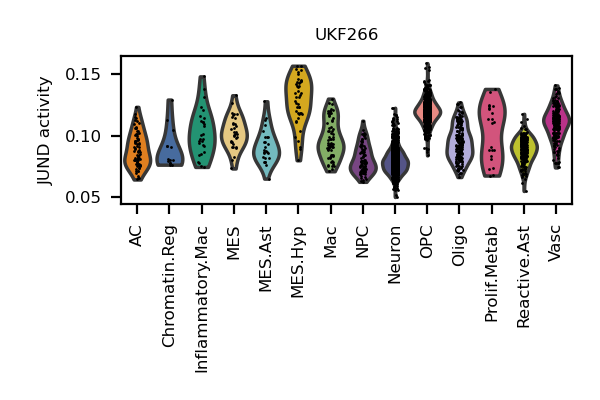 UKF266
JUND activity
0.15
0.10
0.05
AC
Chromatin.Reg
Inflammatory.Mac
MES
MES.Ast
MES.Hyp
Mac
NPC
Neuron
OPC
Oligo
Prolif.Metab
Reactive.Ast
Vasc